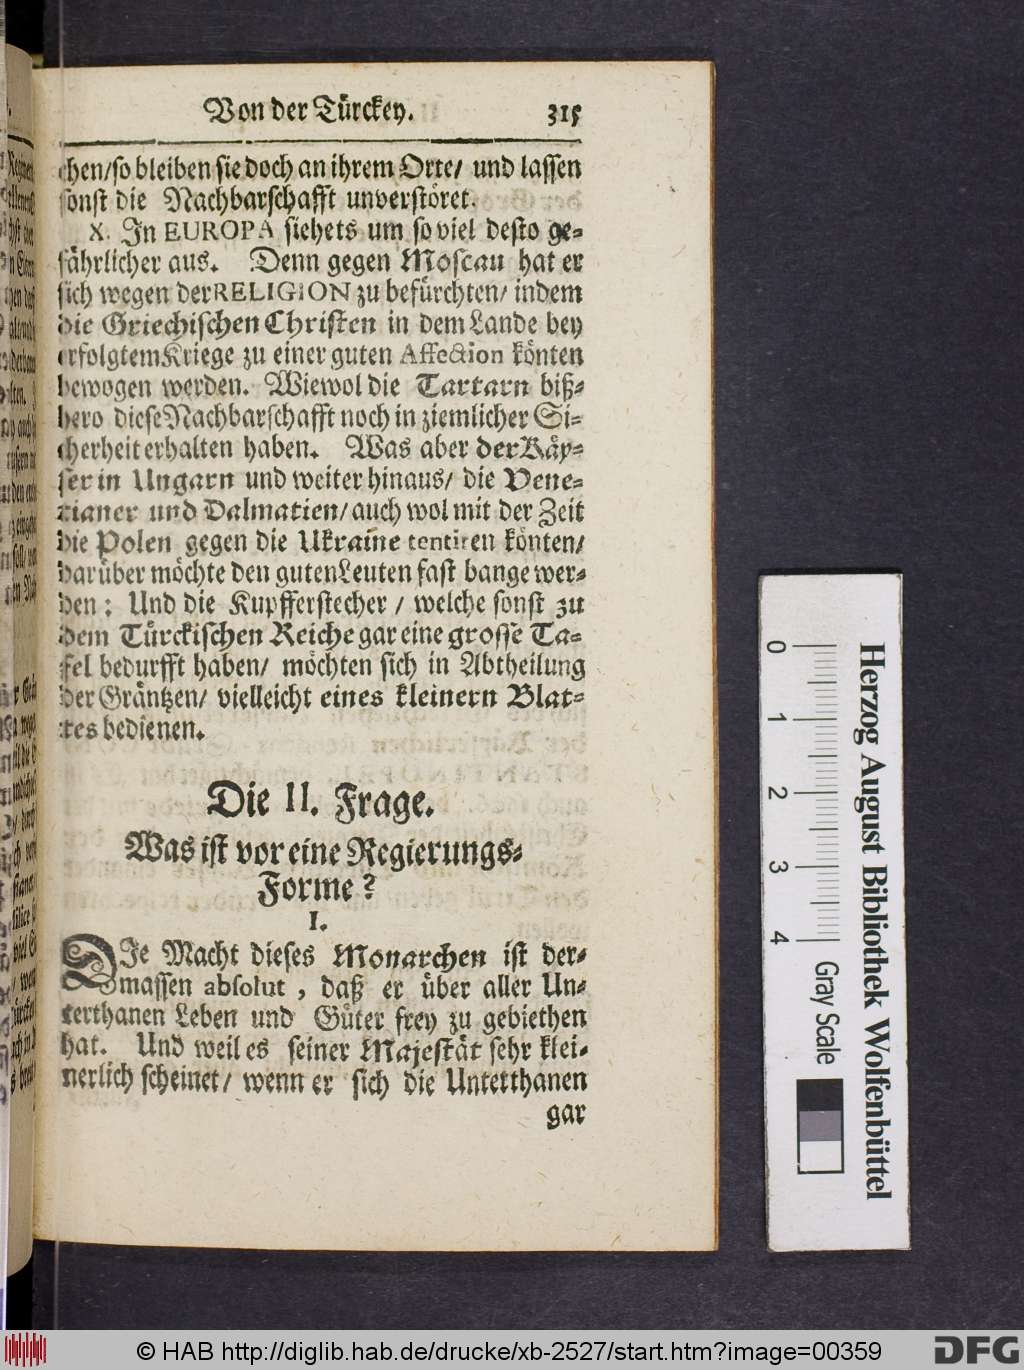 Von der Türckey. 315
chen/so bleiben sie doch an ihrem Orte/ und lassen
sonst die Nachbarschafft unverstöret.
X. In EUROPA siehets um so viel desto ge-
fährlicher aus. Denn gegen Moscau hat er
sich wegen der RELIGION zu befürchten/ indem
die Griechischen Christen in dem Lande bey
erfolgtem Kriege zu einer guten Affection könten
bewogen werden. Wiewol die Tartarn biß-
hero diese Nachbarschafft noch in ziemlicher Si-
cherheit erhalten haben. Was aber der Käy-
ser in Ungarn und weiter hinaus/ die Vene-
tianer und Dalmatien/ auch wol mit der Zeit
die Polen gegen die Ukraine tentiren könten/
darüber möchte den guten Leuten fast bange wer-
den: Und die Kupfferstecher / welche sonst zu
dem Türckischen Reiche gar eine grosse Ta-
fel bedurfft haben/ möchten sich in Abtheilung
der Gräntzen/ vielleicht eines kleinern Blat-
tes bedienen.
Die II. Frage.
Was ist vor eine Regierungs-
Forme?
I.
DIe Macht dieses Monarchen ist der-
massen absolut, daß er über aller Un-
terthanen Leben und Güter frey zu gebiethen
hat. Und weil es seiner Majestät sehr klei-
nerlich scheinet/ wenn er sich die Unterthanen
gar
0 1 2 3 4
Herzog August Bibliothek Wolfenbüttel
Gray Scale
© HAB http://diglib.hab.de/drucke/xb-2527/start.htm?image=00359
DFG